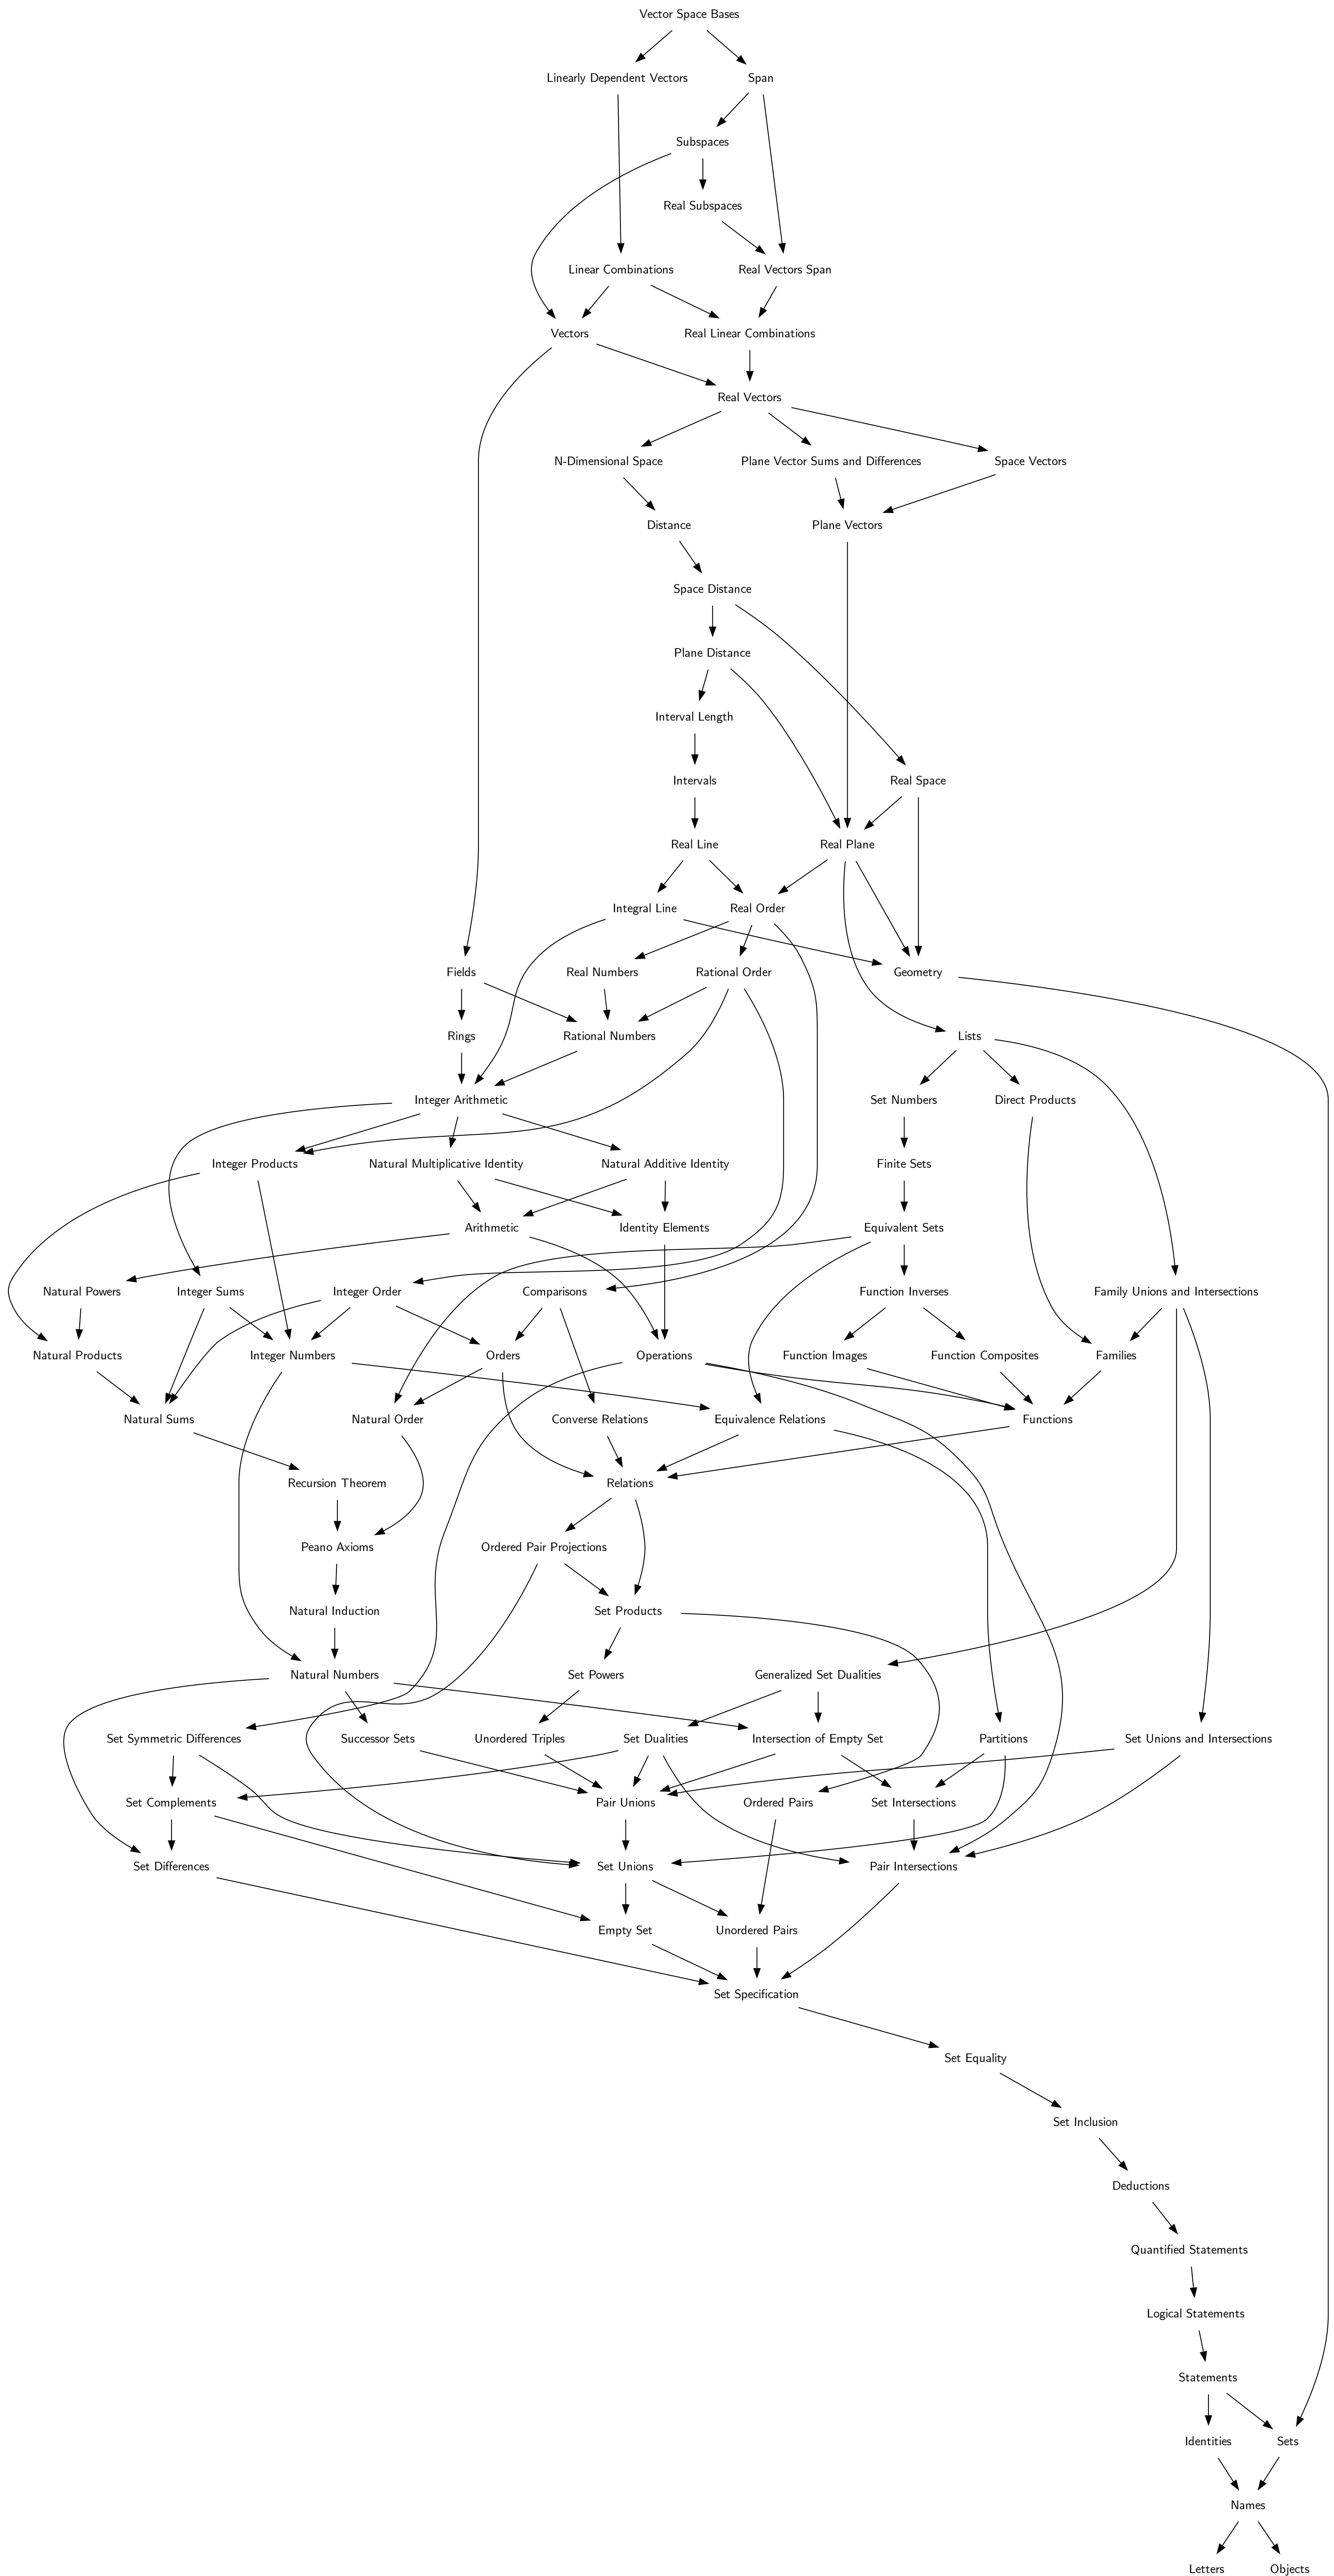 Vector Space Bases
Linearly Dependent Vectors
Span
Subspaces
Real Subspaces
Linear Combinations
Real Vectors Span
Vectors
Real Linear Combinations
Real Vectors
N-Dimensional Space
Plane Vector Sums and Differences
Space Vectors
Distance
Plane Vectors
Space Distance
Plane Distance
Interval Length
Intervals
Real Space
Real Line
Real Plane
Integral Line
Real Order
Fields
Real Numbers
Rational Order
Geometry
Rings
Rational Numbers
Lists
Integer Arithmetic
Set Numbers
Direct Products
Integer Products
Natural Multiplicative Identity
Natural Additive Identity
Finite Sets
Arithmetic
Identity Elements
Equivalent Sets
Natural Powers
Integer Sums
Integer Order
Comparisons
Function Inverses
Family Unions and Intersections
Natural Products
Integer Numbers
Orders
Operations
Function Images
Function Composites
Families
Natural Sums
Natural Order
Converse Relations
Equivalence Relations
Functions
Recursion Theorem
Relations
Peano Axioms
Ordered Pair Projections
Natural Induction
Set Products
Natural Numbers
Set Powers
Generalized Set Dualities
Set Symmetric Differences
Successor Sets
Unordered Triples
Set Dualities
Intersection of Empty Set
Partitions
Set Unions and Intersections
Set Complements
Pair Unions
Ordered Pairs
Set Intersections
Set Differences
Set Unions
Pair Intersections
Empty Set
Unordered Pairs
Set Specification
Set Equality
Set Inclusion
Deductions
Quantified Statements
Logical Statements
Statements
Identities
Sets
Names
Letters
Objects